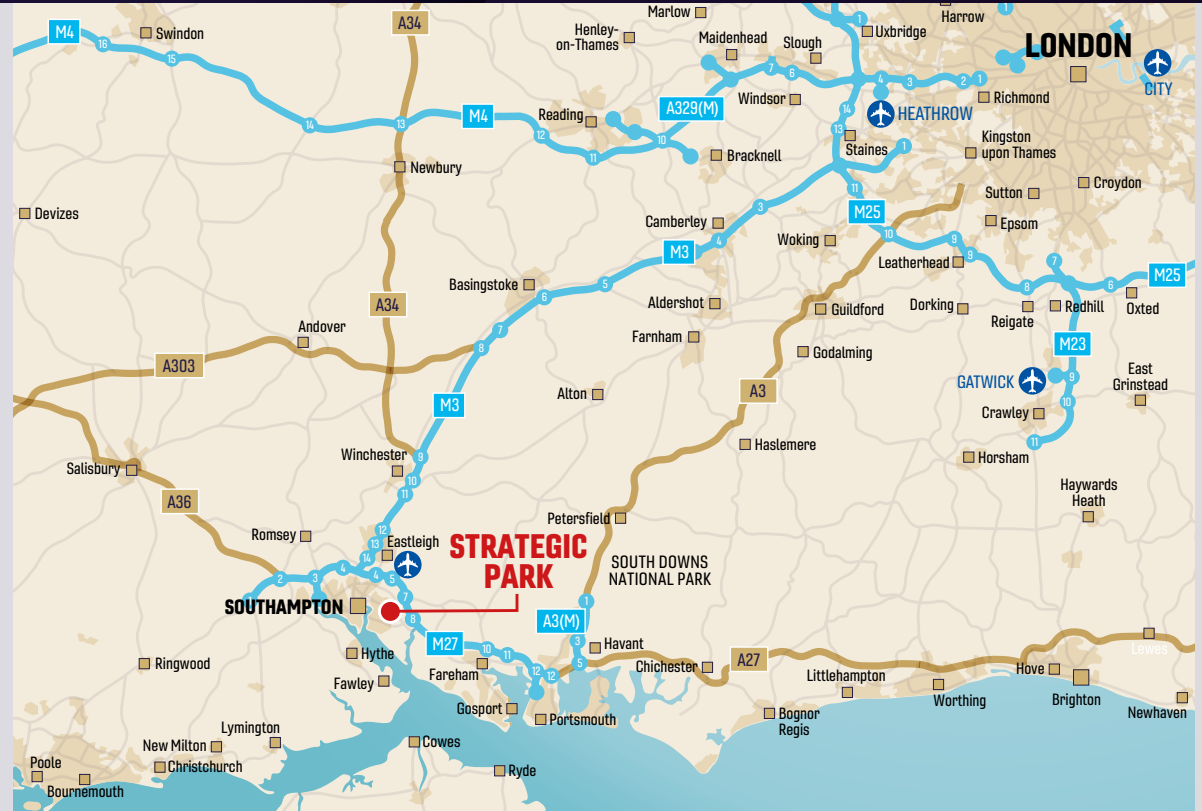 Marlow
Harrow
A34
M4
16
Swindon
15
Henley-
on-Thames
Maidenhead
Slough
1
Uxbridge
1
LONDON
CITY
7
6
4
3
2
1
Windsor
Richmond
A329(M)
HEATHROW
14
13
M4
Reading
14
13
12
11
10
Bracknell
Staines
1
Kingston
upon Thames
Newbury
11
Sutton
Croydon
Devizes
Camberley
3
M25
Epsom
4
Woking
10
9
9
Leatherhead
7
M3
M25
Basingstoke
6
5
8
6
Aldershot
Guildford
Dorking
Reigate
Redhill
Oxted
A34
Andover
7
8
Farnham
Godalming
M23
A303
GATWICK
9
East
Grinstead
M3
Alton
A3
10
Crawley
11
Haslemere
Horsham
Winchester
9
10
11
Salisbury
A36
Haywards
Heath
Petersfield
Romsey
12
13
14
Eastleigh
STRATEGIC
PARK
SOUTH DOWNS
NATIONAL PARK
2
3
4
4
5
7
8
SOUTHAMPTON
1
A3(M)
M27
10
11
12
12
3
5
Havant
Hythe
Fareham
Chichester
A27
Lewes
Ringwood
Fawley
Littlehampton
Hove
Worthing
Brighton
Newhaven
Gosport
Portsmouth
Bognor
Regis
Lymington
New Milton
Cowes
Christchurch
Ryde
Poole
Bournemouth